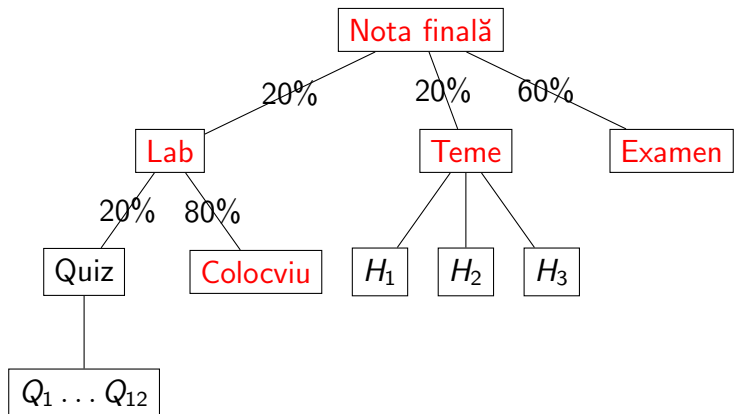 Nota finală
20% 20% 60%
Lab Teme Examen
20% 80%
Quiz Colocviu H₁ H₂ H₃
Q₁ … Q₁₂